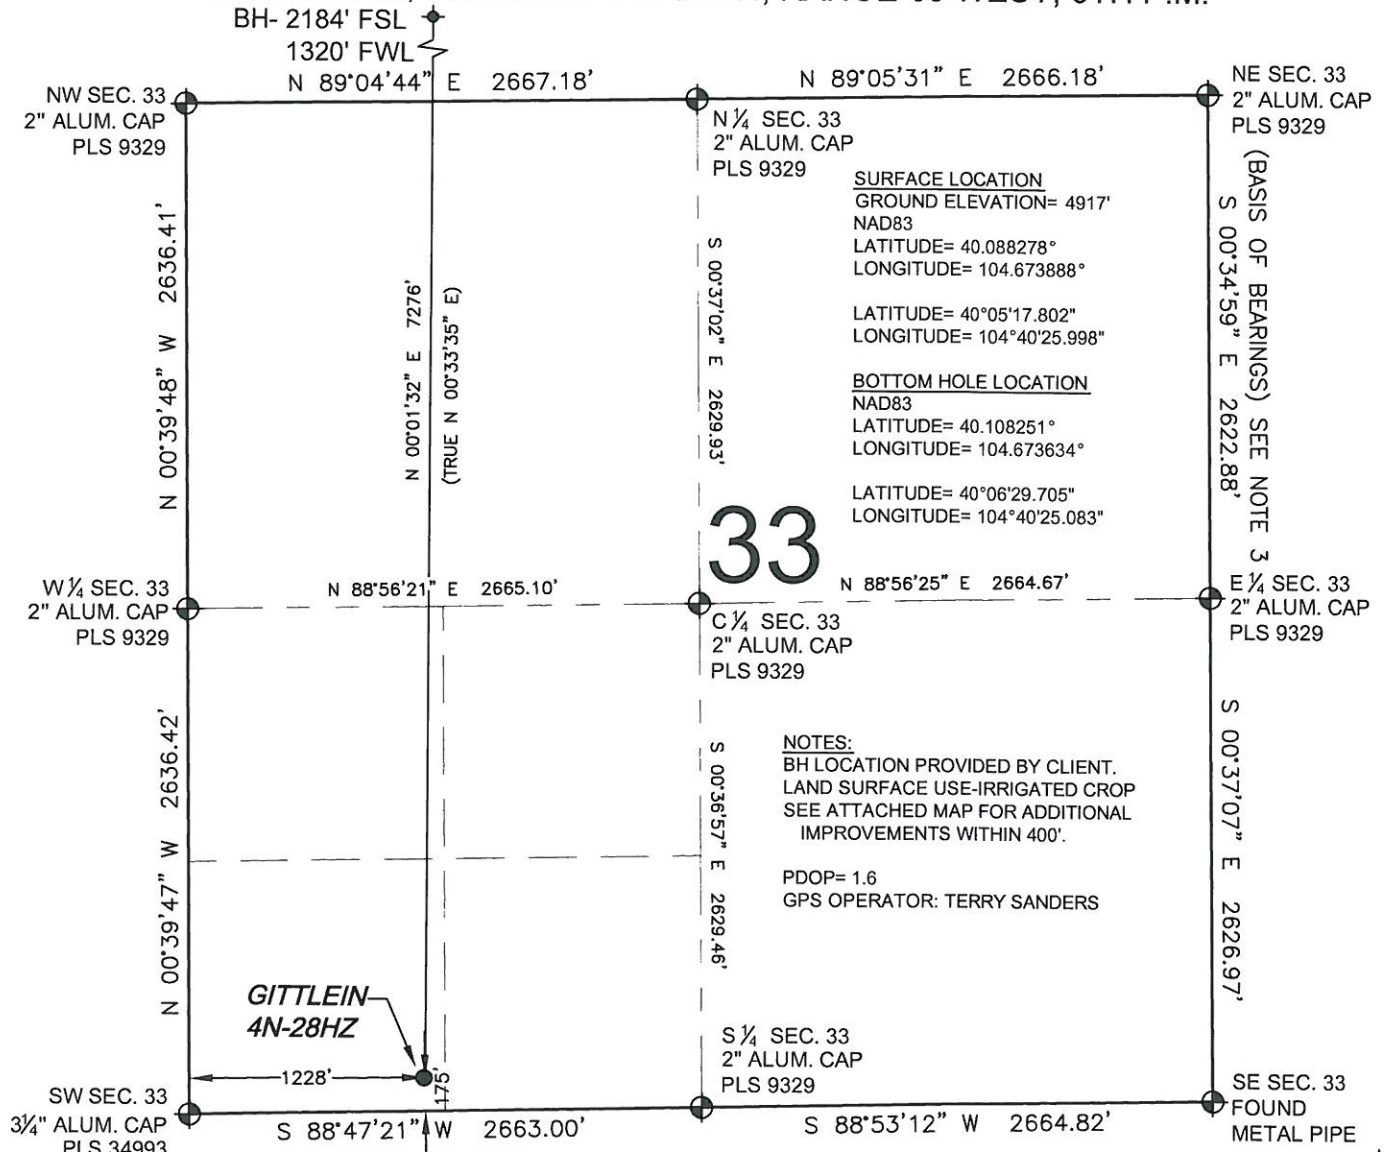 BH- 2184' FSL
1320' FWL
N 89°04'44" E 2667.18'
N 89°05'31" E 2666.18'
NW SEC. 33
2" ALUM. CAP
PLS 9329
N ¼ SEC. 33
2" ALUM. CAP
PLS 9329
NE SEC. 33
2" ALUM. CAP
PLS 9329
SURFACE LOCATION
GROUND ELEVATION= 4917'
NAD83
LATITUDE= 40.088278°
LONGITUDE= 104.673888°
LATITUDE= 40°05'17.802"
LONGITUDE= 104°40'25.998"
BOTTOM HOLE LOCATION
NAD83
LATITUDE= 40.108251°
LONGITUDE= 104.673634°
LATITUDE= 40°06'29.705"
LONGITUDE= 104°40'25.083"
N 00°39'48" W 2636.41'
N 00°01'32" E 7276'
(TRUE N 00°33'35" E)
S 00°37'02" E 2629.93'
S 00°34'59" E 2622.88'
(BASIS OF BEARINGS) SEE NOTE 3
33
W ¼ SEC. 33
2" ALUM. CAP
PLS 9329
N 88°56'21" E 2665.10'
N 88°56'25" E 2664.67'
C ¼ SEC. 33
2" ALUM. CAP
PLS 9329
E ¼ SEC. 33
2" ALUM. CAP
PLS 9329
N 00°39'47" W 2636.42'
S 00°36'57" E 2629.46'
S 00°37'07" E 2626.97'
NOTES:
BH LOCATION PROVIDED BY CLIENT.
LAND SURFACE USE-IRRIGATED CROP
SEE ATTACHED MAP FOR ADDITIONAL
IMPROVEMENTS WITHIN 400'.
PDOP= 1.6
GPS OPERATOR: TERRY SANDERS
GITTLEIN
4N-28HZ
1228'
175'
SW SEC. 33
3¼" ALUM. CAP
PLS 34993
S 88°47'21" W 2663.00'
S ¼ SEC. 33
2" ALUM. CAP
PLS 9329
S 88°53'12" W 2664.82'
SE SEC. 33
FOUND
METAL PIPE